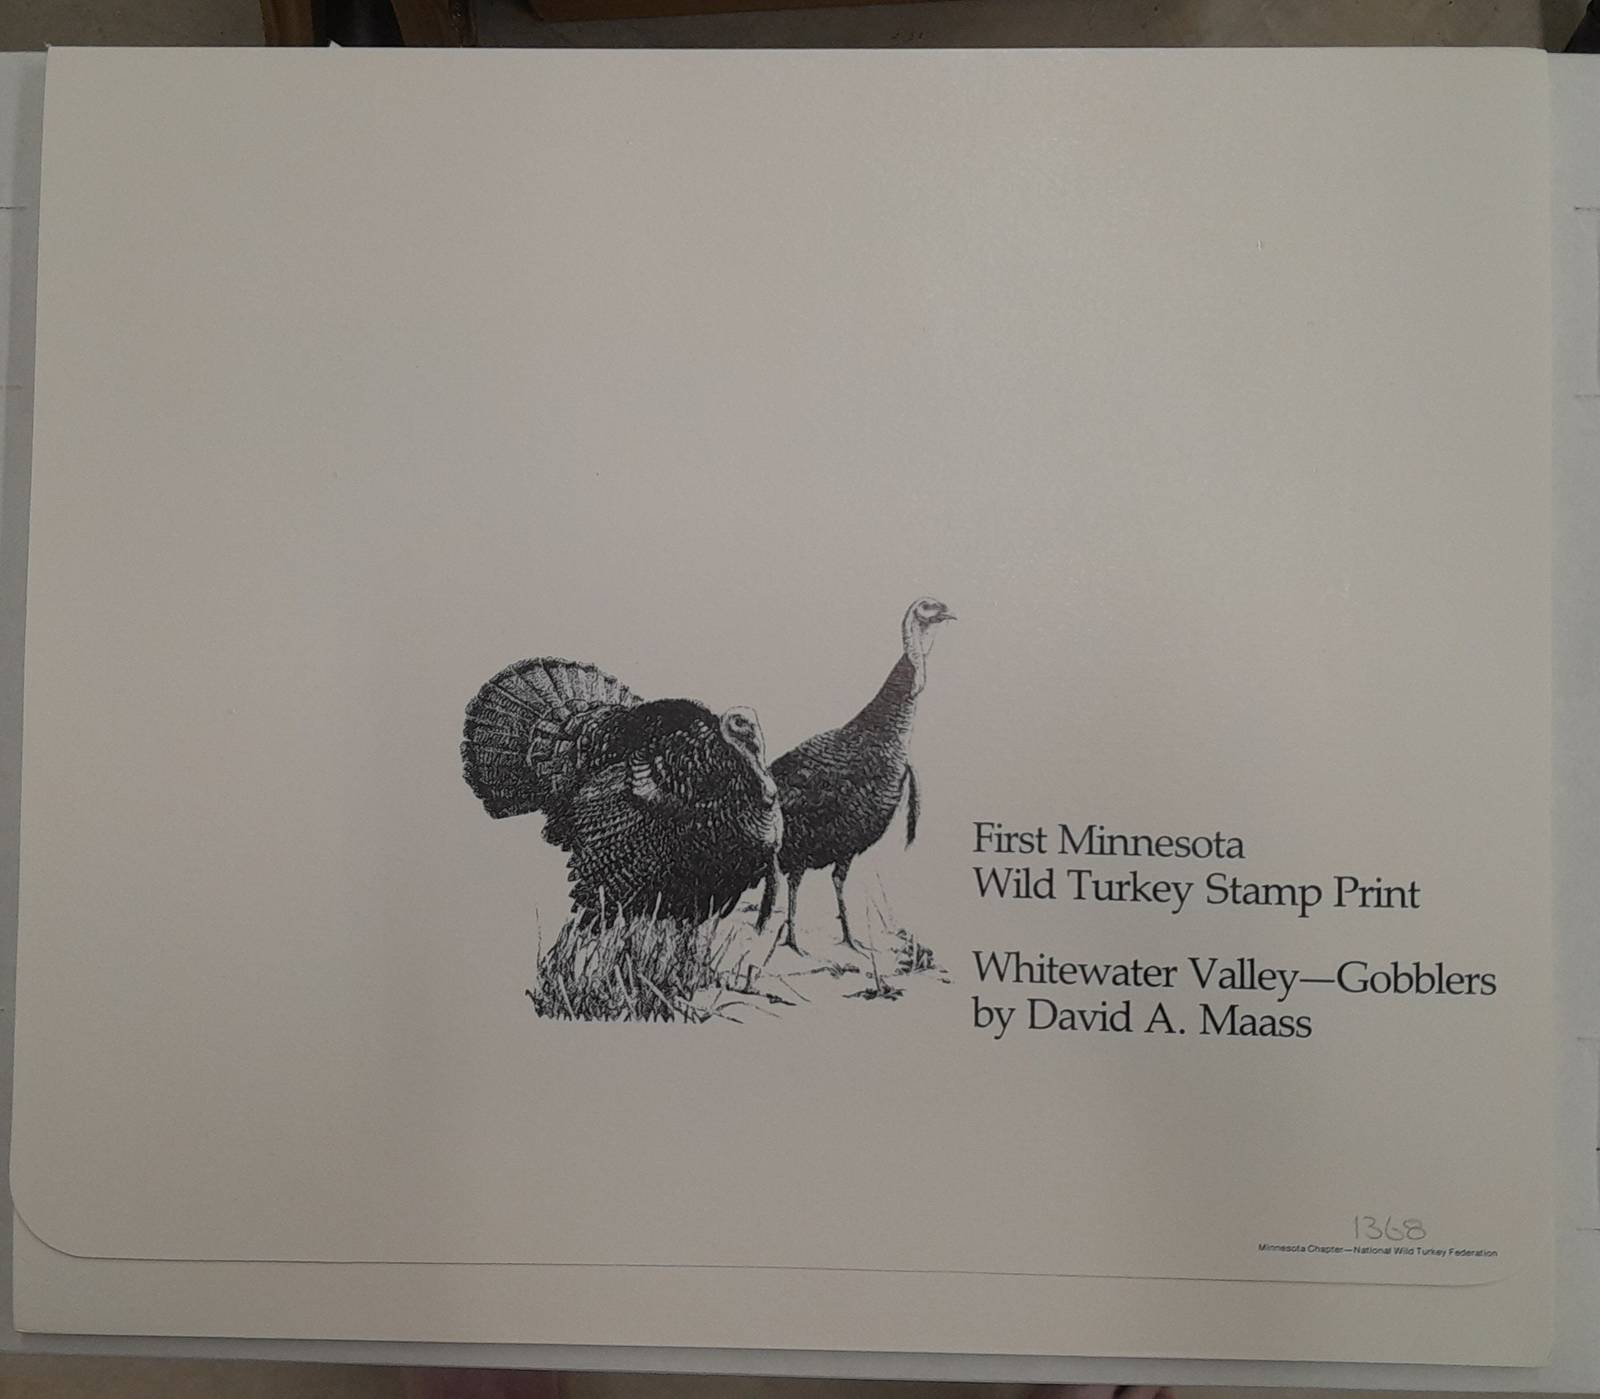 First Minnesota
Wild Turkey Stamp Print
Whitewater Valley—Gobblers
by David A. Maass
1368
Minnesota Chapter—National Wild Turkey Federation